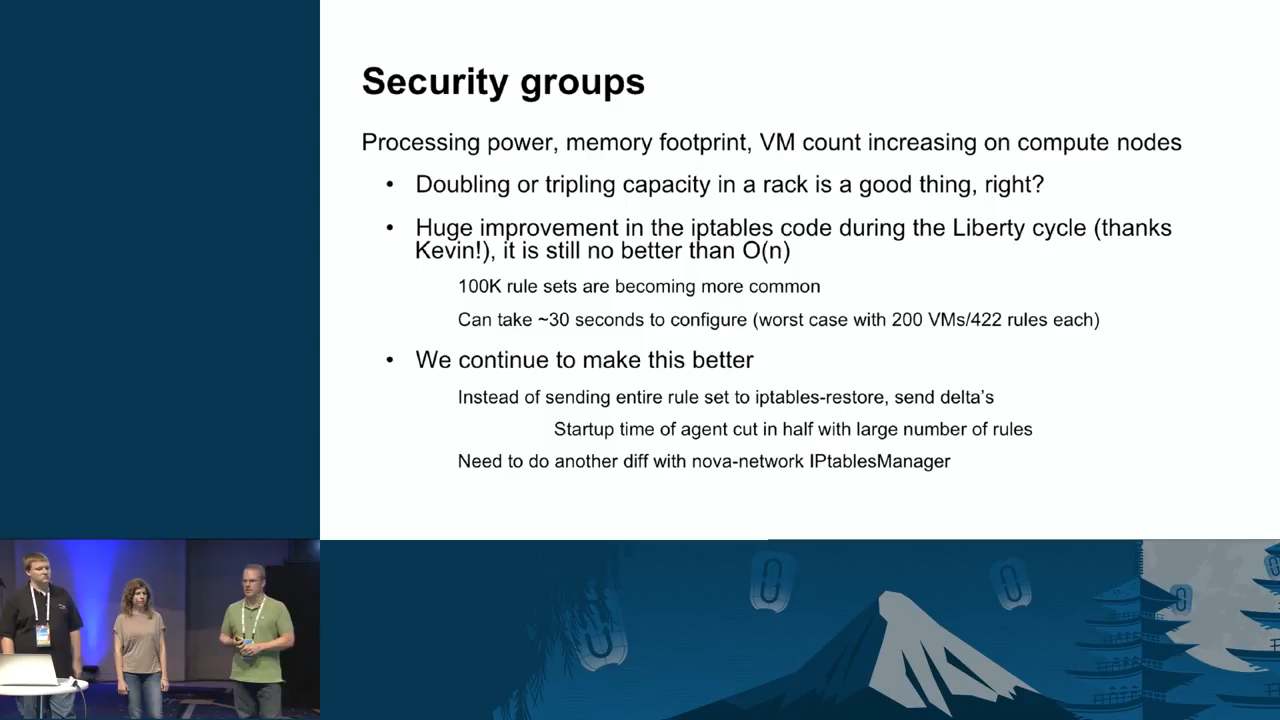 Security groups
Processing power, memory footprint, VM count increasing on compute nodes
• Doubling or tripling capacity in a rack is a good thing, right?
• Huge improvement in the iptables code during the Liberty cycle (thanks
Kevin!), it is still no better than O(n)
100K rule sets are becoming more common
Can take ~30 seconds to configure (worst case with 200 VMs/422 rules each)
• We continue to make this better
Instead of sending entire rule set to iptables-restore, send delta's
Startup time of agent cut in half with large number of rules
Need to do another diff with nova-network IPtablesManager